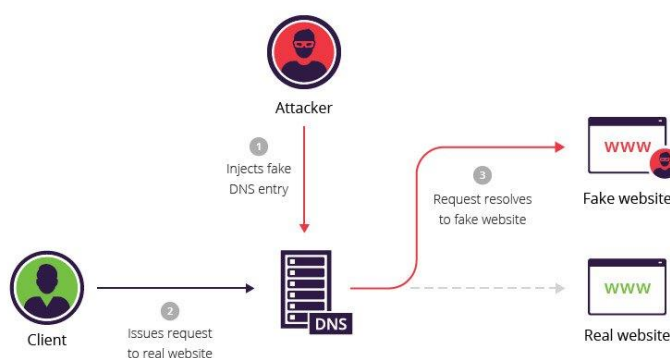 Attacker
1
Injects fake
DNS entry
www
3
Request resolves
to fake website
Fake website
Client
2
Issues request
to real website
DNS
www
Real website